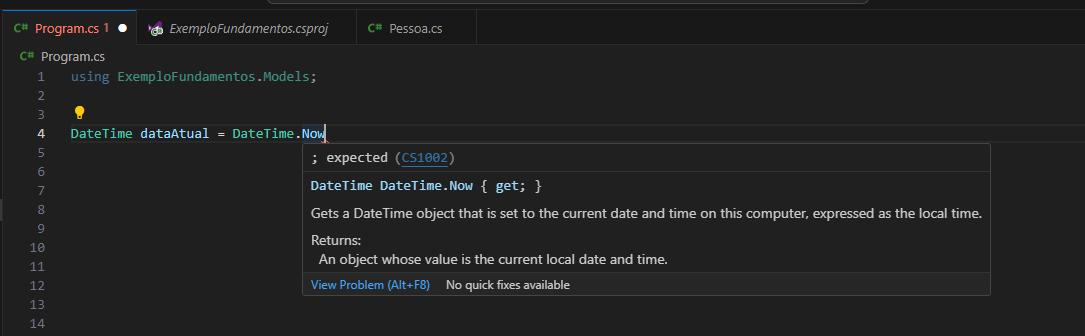 C# Program.cs 1 ● ExemploFundamentos.csproj C# Pessoa.cs
C# Program.cs
1 using ExemploFundamentos.Models;
2
3
4 DateTime dataAtual = DateTime.Now
5
; expected (CS1002)
6
7
DateTime DateTime.Now { get; }
8
Gets a DateTime object that is set to the current date and time on this computer, expressed as the local time.
9
10
Returns:
11
An object whose value is the current local date and time.
12
View Problem (Alt+F8) No quick fixes available
13
14